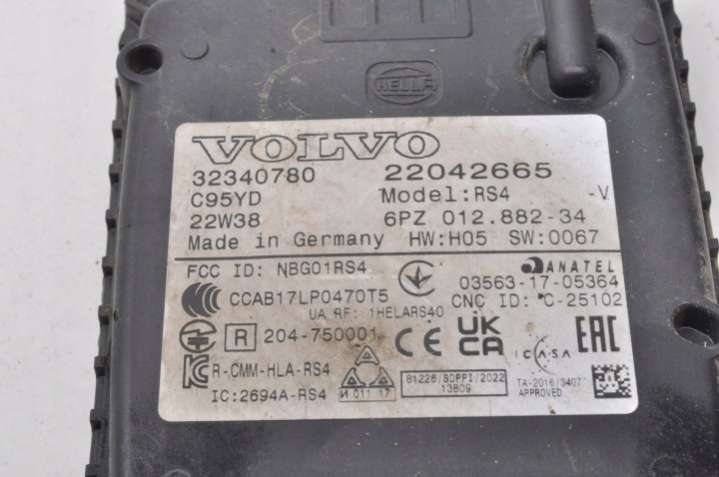 HELLA
VOLVO
32340780 22042665
C95YD Model:RS4 -V
22W38 6PZ 012.882-34
Made in Germany HW:H05 SW:0067
FCC ID: NBG01RS4 ANATEL
03563-17-05364
CCAB17LP0470T5 CNC ID: C-25102
UA RF: 1HELARS40
R 204-750001 CE UK CA EAC
ICASA
R-CMM-HLA-RS4 81226/SDPPI/2022 TA-2016/3407
13809 APPROVED
IC:2694A-RS4 И 011 17